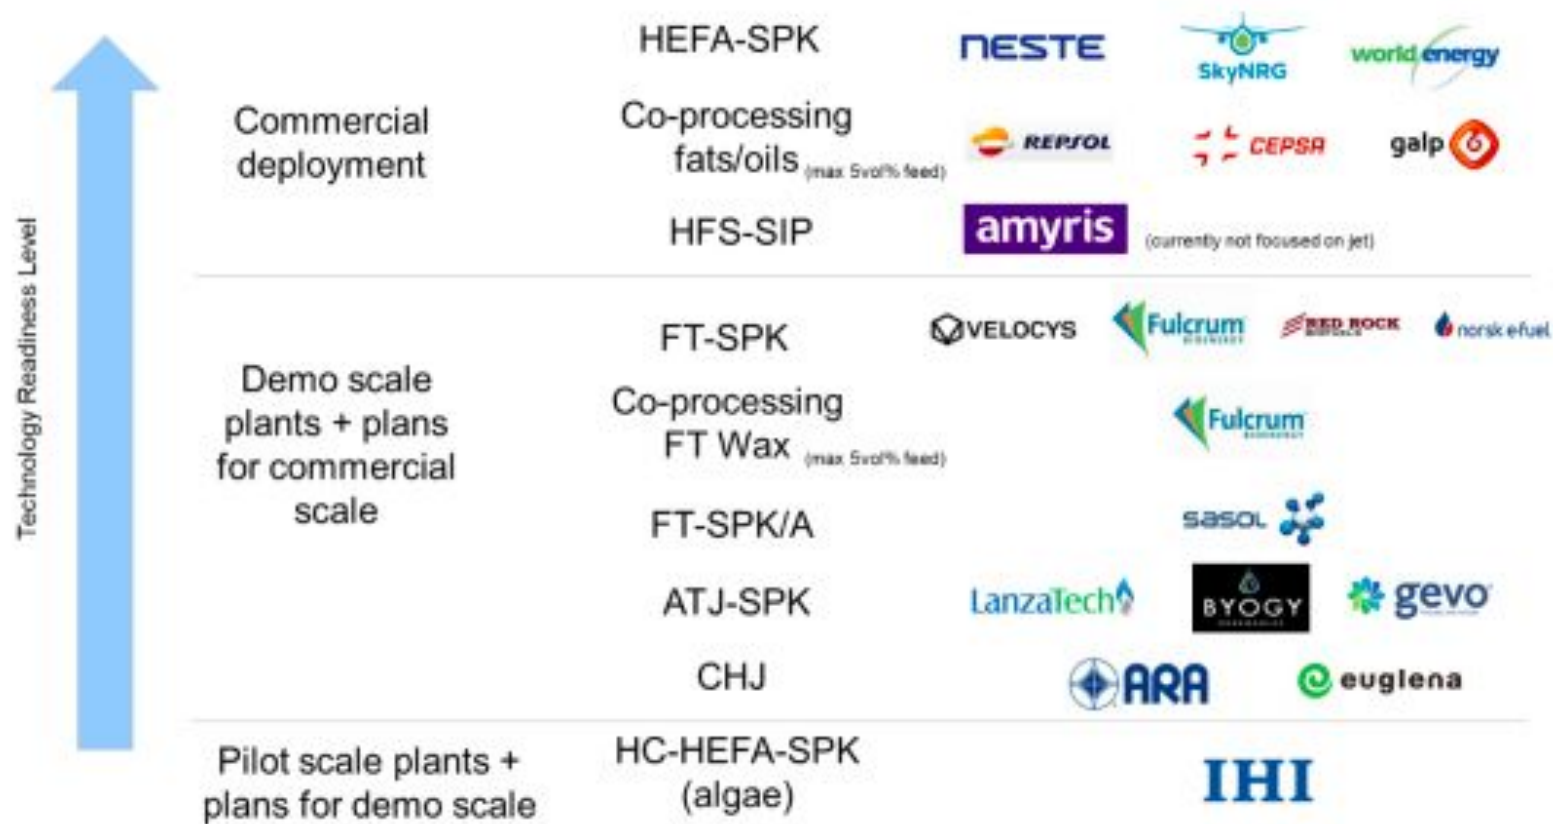 Technology Readiness Level
Commercial
deployment
HEFA-SPK
NESTE
SkyNRG
world energy
Co-processing
fats/oils (max 5vol% feed)
REPSOL
CEPSA
galp
HFS-SIP
amyris
(currently not focused on jet)
Demo scale
plants + plans
for commercial
scale
FT-SPK
VELOCYS
Fulcrum
BIOENERGY
RED ROCK
BIOFUELS
norsk e-fuel
Co-processing
FT Wax (max 5vol% feed)
Fulcrum
BIOENERGY
FT-SPK/A
sasol
ATJ-SPK
LanzaTech
BYOGY
gevo
CHJ
ARA
euglena
Pilot scale plants +
plans for demo scale
HC-HEFA-SPK
(algae)
IHI